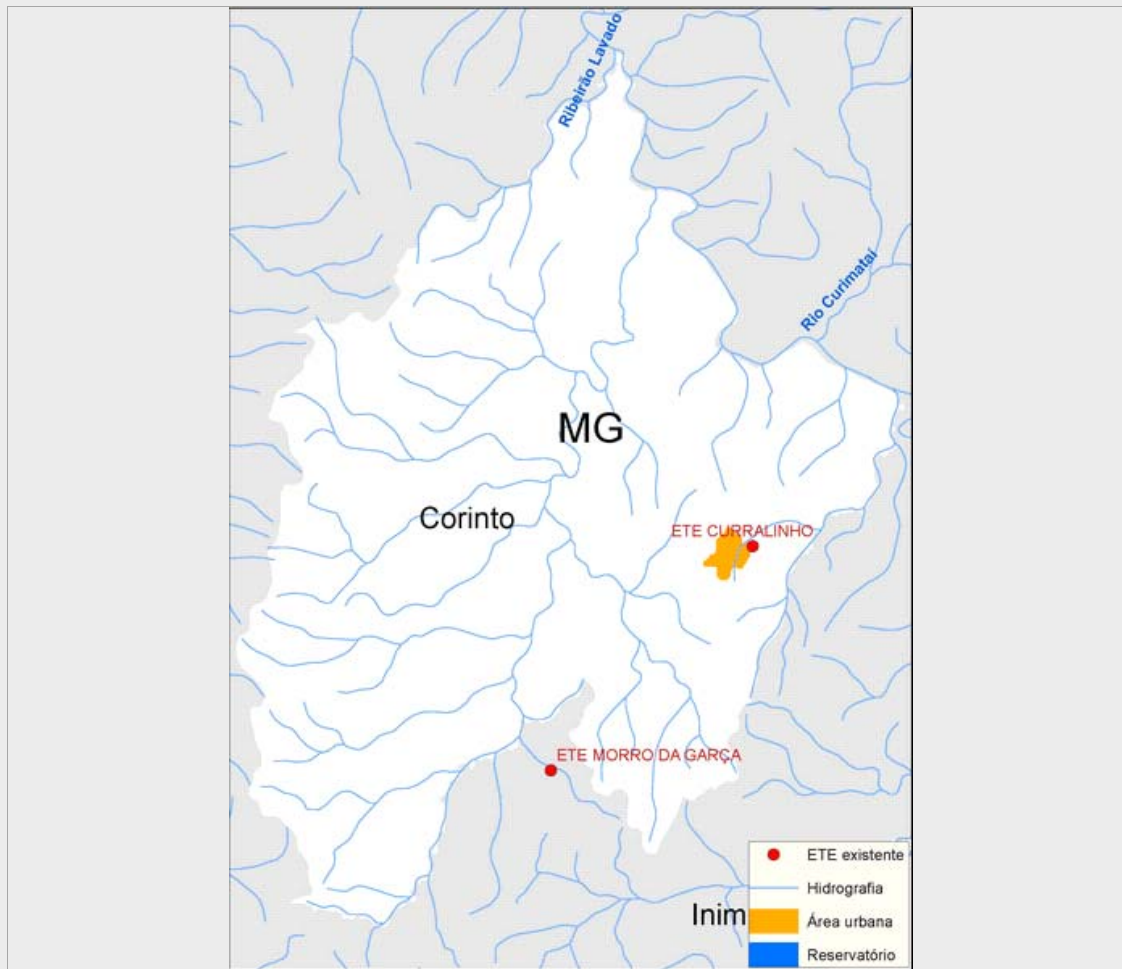 Ribeirão Lavado
Rio Curimataí
MG
Corinto
ETE CURRALINHO
ETE MORRO DA GARÇA
ETE existente
Hidrografia
Inim
Área urbana
Reservatório